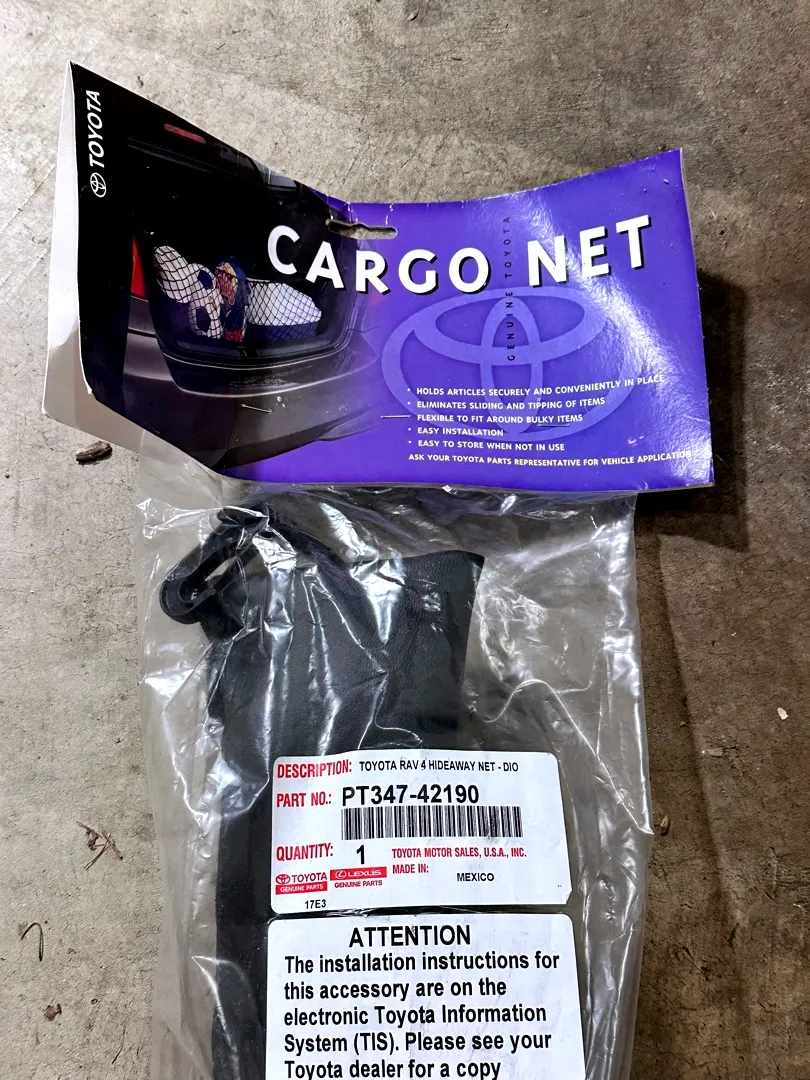 TOYOTA
CARGO NET
GENUINE TOYOTA
* HOLDS ARTICLES SECURELY AND CONVENIENTLY IN PLACE
* ELIMINATES SLIDING AND TIPPING OF ITEMS
FLEXIBLE TO FIT AROUND BULKY ITEMS
* EASY INSTALLATION
* EASY TO STORE WHEN NOT IN USE
ASK YOUR TOYOTA PARTS REPRESENTATIVE FOR VEHICLE APPLICATION
DESCRIPTION: TOYOTA RAV 4 HIDEAWAY NET - DIO
PART NO.: PT347-42190
QUANTITY: 1 TOYOTA MOTOR SALES, U.S.A., INC.
TOYOTA LEXUS MADE IN: MEXICO
GENUINE PARTS GENUINE PARTS
17E3
ATTENTION
The installation instructions for
this accessory are on the
electronic Toyota Information
System (TIS). Please see your
Toyota dealer for a copy